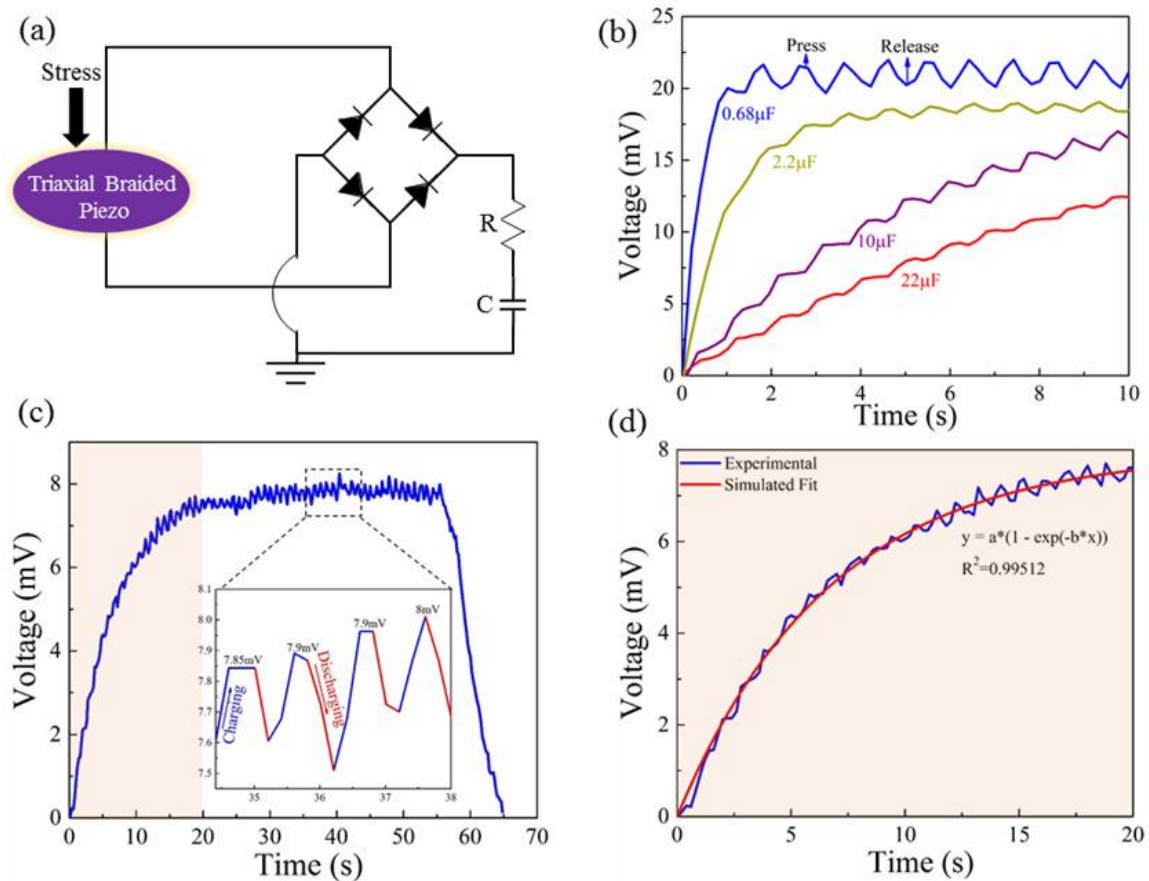 (a)
Stress
Triaxial Braided
Piezo
R
C
(b)
Voltage (mV)
25
20
15
10
5
0
Press
Release
0.68μF
2.2μF
10μF
22μF
0 2 4 6 8 10
Time (s)
(c)
Voltage (mV)
8
6
4
2
0
8.1
8.0
7.9
7.8
7.7
7.6
7.5
7.85mV
7.9mV
7.9mV
8mV
Charging
Discharging
35 36 37 38
0 10 20 30 40 50 60 70
Time (s)
(d)
Voltage (mV)
8
6
4
2
0
Experimental
Simulated Fit
y = a*(1 - exp(-b*x))
R²=0.99512
0 5 10 15 20
Time (s)